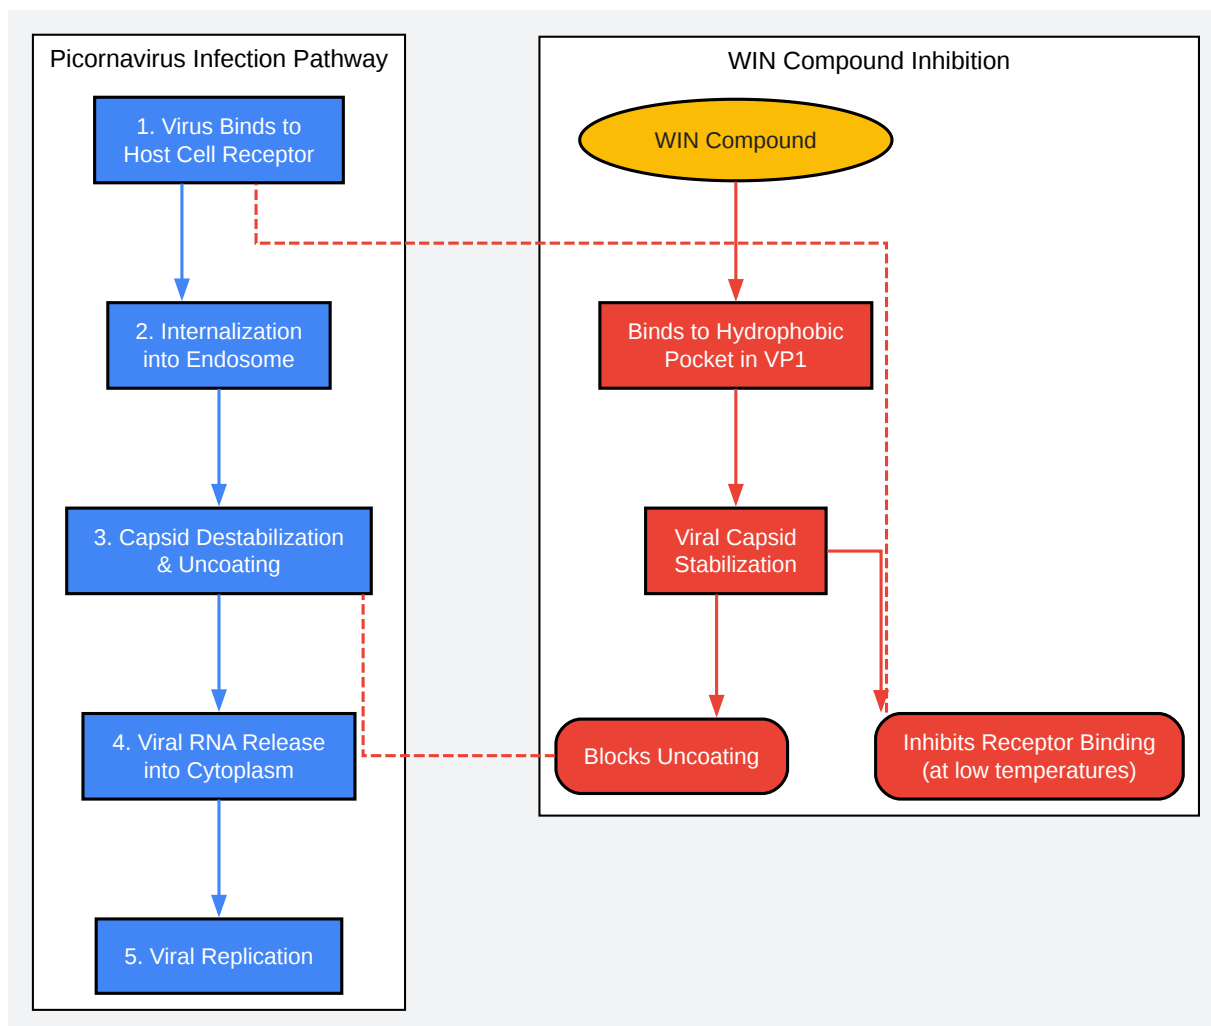 Picornavirus Infection Pathway
1. Virus Binds to
Host Cell Receptor
2. Internalization
into Endosome
3. Capsid Destabilization
& Uncoating
4. Viral RNA Release
into Cytoplasm
5. Viral Replication
WIN Compound Inhibition
WIN Compound
Binds to Hydrophobic
Pocket in VP1
Viral Capsid
Stabilization
Blocks Uncoating
Inhibits Receptor Binding
(at low temperatures)